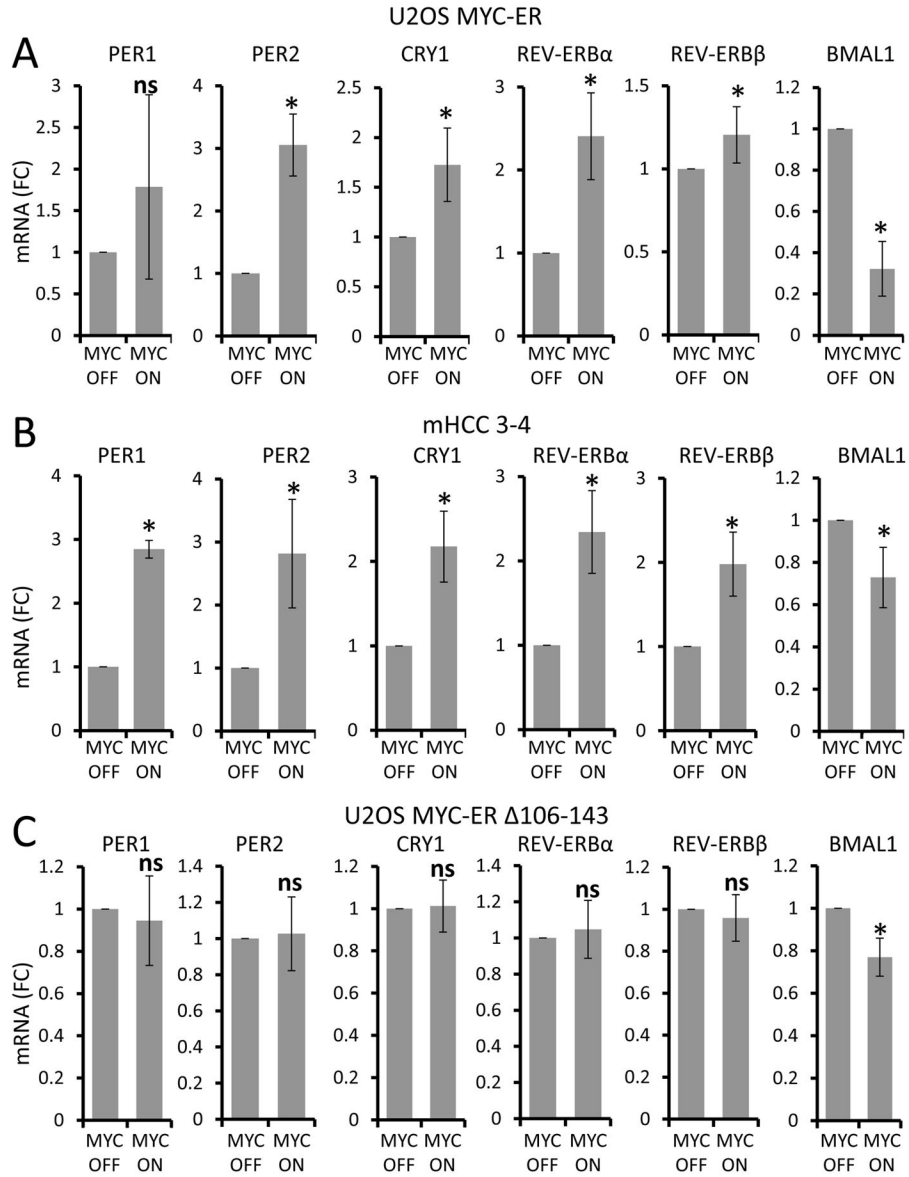 U2OS MYC-ER
A
PER1 PER2 CRY1 REV-ERBα REV-ERBβ BMAL1
mRNA (FC)
3 2.5 2 1.5 1 0.5 0
ns
4 3 2 1 0
*
2.5 2 1.5 1 0.5 0
*
3 2 1 0
*
1.5 1 0.5
*
1.2 1 0.8 0.6 0.4 0.2 0
*
MYC MYC MYC MYC MYC MYC MYC MYC MYC MYC MYC MYC
OFF ON OFF ON OFF ON OFF ON OFF ON OFF ON
B
mHCC 3-4
PER1 PER2 CRY1 REV-ERBα REV-ERBβ BMAL1
mRNA (FC)
4 3 2 1 0
*
4 3 2 1 0
*
3 2 1 0
*
3 2 1 0
*
3 2 1 0
*
1.2 1 0.8 0.6 0.4 0.2 0
*
MYC MYC MYC MYC MYC MYC MYC MYC MYC MYC MYC MYC
OFF ON OFF ON OFF ON OFF ON OFF ON OFF ON
C
U2OS MYC-ER Δ106-143
PER1 PER2 CRY1 REV-ERBα REV-ERBβ BMAL1
mRNA (FC)
1.2 1 0.8 0.6 0.4 0.2 0
ns
1.4 1.2 1 0.8 0.6 0.4 0.2 0
ns
1.2 1 0.8 0.6 0.4 0.2 0
ns
1.4 1.2 1 0.8 0.6 0.4 0.2 0
ns
1.2 1 0.8 0.6 0.4 0.2 0
ns
1.2 1 0.8 0.6 0.4 0.2 0
*
MYC MYC MYC MYC MYC MYC MYC MYC MYC MYC MYC MYC
OFF ON OFF ON OFF ON OFF ON OFF ON OFF ON